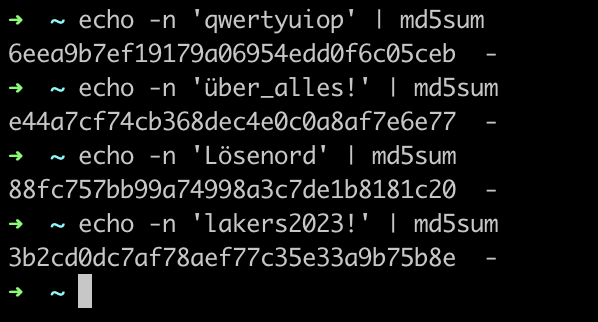 ➜  ~ echo -n 'qwertyuiop' | md5sum
6eea9b7ef19179a06954edd0f6c05ceb  -
➜  ~ echo -n 'über_alles!' | md5sum
e44a7cf74cb368dec4e0c0a8af7e6e77  -
➜  ~ echo -n 'Lösenord' | md5sum
88fc757bb99a74998a3c7de1b8181c20  -
➜  ~ echo -n 'lakers2023!' | md5sum
3b2cd0dc7af78aef77c35e33a9b75b8e  -
➜  ~